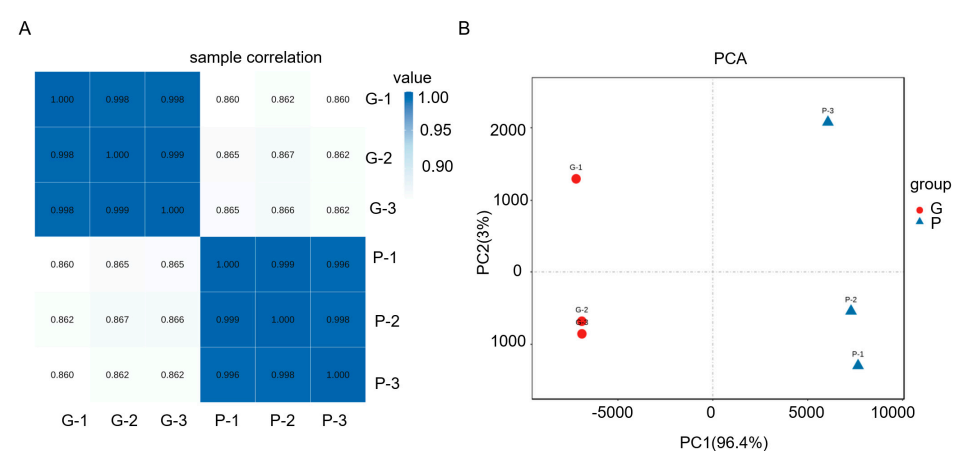 A
sample correlation
value
1.000 0.998 0.998 0.860 0.862 0.860 G-1 1.00
0.95
0.998 1.000 0.999 0.865 0.867 0.862 G-2 0.90
0.998 0.999 1.000 0.865 0.866 0.862 G-3
0.860 0.865 0.865 1.000 0.999 0.996 P-1
0.862 0.867 0.866 0.999 1.000 0.998 P-2
0.860 0.862 0.862 0.996 0.998 1.000 P-3
G-1 G-2 G-3 P-1 P-2 P-3
B
PCA
PC2(3%)
2000
1000
0
1000
P-3
G-1
G-2
G-3
P-2
P-1
group
G
P
-5000 0 5000 10000
PC1(96.4%)